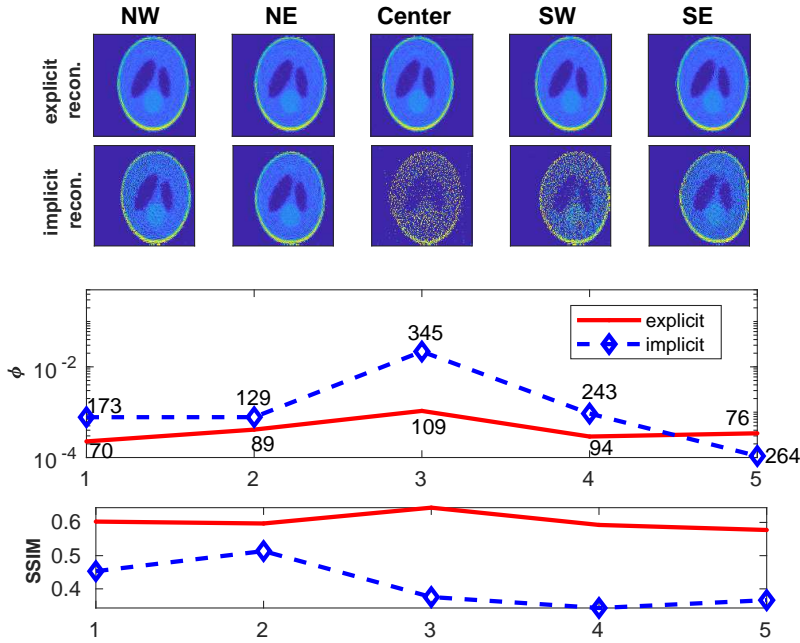 NW NE Center SW SE
explicit recon.
implicit recon.
345
explicit
implicit
ϕ
10^-2
173
129
243
76
70
89
109
94
264
10^-4
1 2 3 4 5
SSIM
0.6
0.5
0.4
1 2 3 4 5